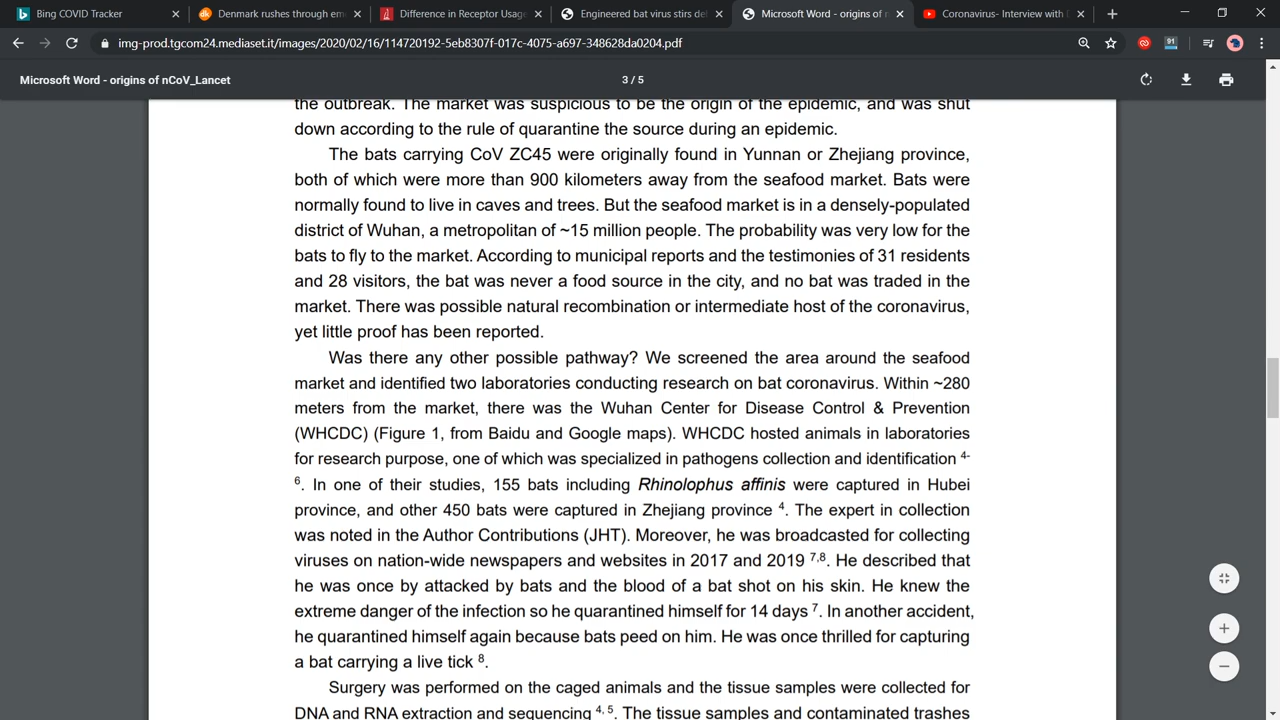 Bing COVID Tracker
Denmark rushes through em
Difference in Receptor Usage
Engineered bat virus stirs de
Microsoft Word - origins of n
Coronavirus- Interview with D
img-prod.tgcom24.mediaset.it/images/2020/02/16/114720192-5eb8307f-017c-4075-a697-348628da0204.pdf
91
Microsoft Word - origins of nCoV_Lancet
3 / 5
the outbreak. The market was suspicious to be the origin of the epidemic, and was shut
down according to the rule of quarantine the source during an epidemic.
The bats carrying CoV ZC45 were originally found in Yunnan or Zhejiang province,
both of which were more than 900 kilometers away from the seafood market. Bats were
normally found to live in caves and trees. But the seafood market is in a densely-populated
district of Wuhan, a metropolitan of ~15 million people. The probability was very low for the
bats to fly to the market. According to municipal reports and the testimonies of 31 residents
and 28 visitors, the bat was never a food source in the city, and no bat was traded in the
market. There was possible natural recombination or intermediate host of the coronavirus,
yet little proof has been reported.
Was there any other possible pathway? We screened the area around the seafood
market and identified two laboratories conducting research on bat coronavirus. Within ~280
meters from the market, there was the Wuhan Center for Disease Control & Prevention
(WHCDC) (Figure 1, from Baidu and Google maps). WHCDC hosted animals in laboratories
for research purpose, one of which was specialized in pathogens collection and identification 4-
6. In one of their studies, 155 bats including Rhinolophus affinis were captured in Hubei
province, and other 450 bats were captured in Zhejiang province 4. The expert in collection
was noted in the Author Contributions (JHT). Moreover, he was broadcasted for collecting
viruses on nation-wide newspapers and websites in 2017 and 2019 7,8. He described that
he was once by attacked by bats and the blood of a bat shot on his skin. He knew the
extreme danger of the infection so he quarantined himself for 14 days 7. In another accident,
he quarantined himself again because bats peed on him. He was once thrilled for capturing
a bat carrying a live tick 8.
Surgery was performed on the caged animals and the tissue samples were collected for
DNA and RNA extraction and sequencing 4, 5. The tissue samples and contaminated trashes